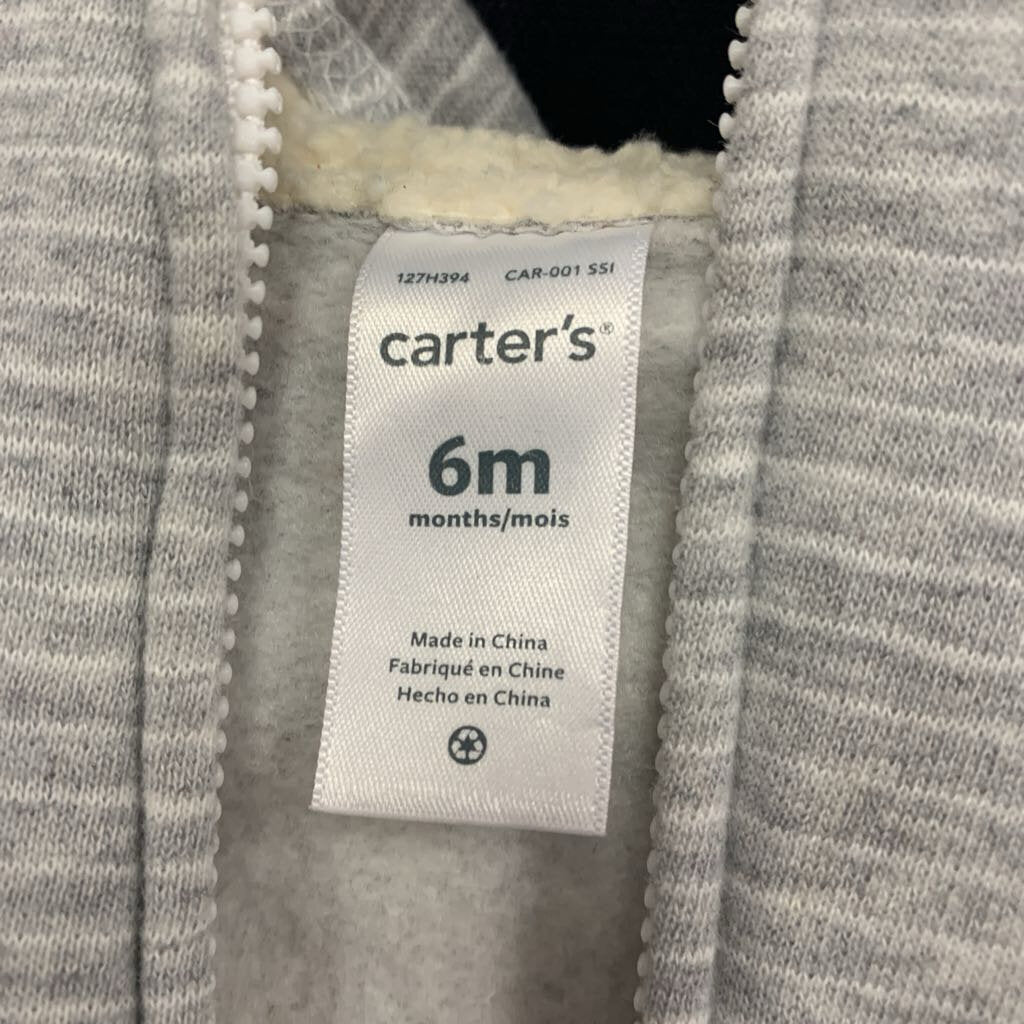 127H394 CAR-001 SSI
carter's®
6m
months/mois
Made in China
Fabriqué en Chine
Hecho en China